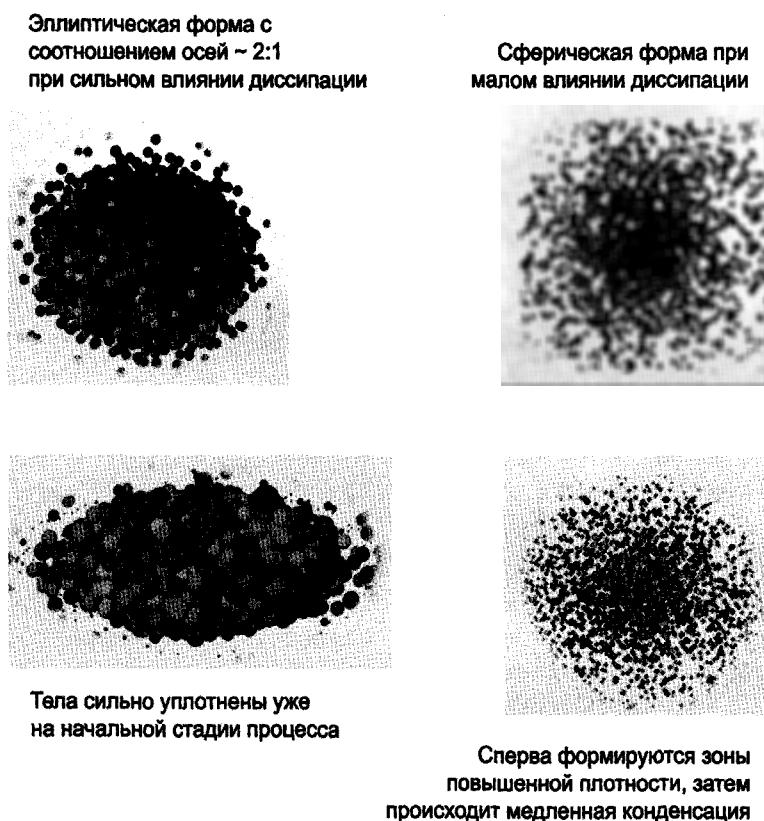 Эллиптическая форма с
соотношением осей ~ 2:1
при сильном влиянии диссипации
Сферическая форма при
малом влиянии диссипации
Тела сильно уплотнены уже
на начальной стадии процесса
Сперва формируются зоны
повышенной плотности, затем
происходит медленная конденсация